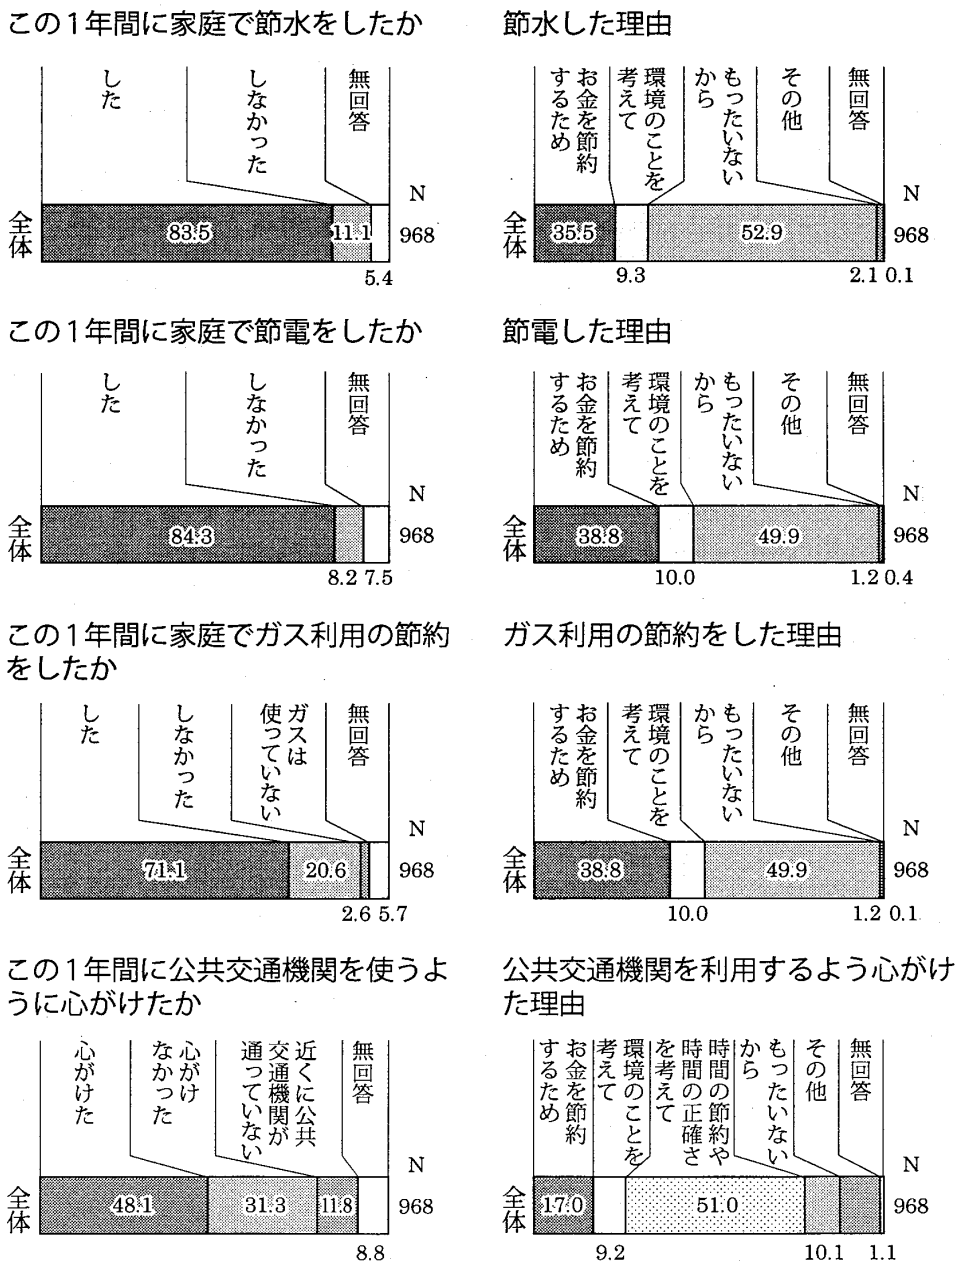 この1年間に家庭で節水をしたか
した
しなかった
無回答
N
全体
83.5
11.1
968
5.4
節水した理由
お金を節約
するため
環境のことを
考えて
もったいない
から
その他
無回答
N
全体
35.5
52.9
968
9.3
2.1
0.1
この1年間に家庭で節電をしたか
した
しなかった
無回答
N
全体
84.3
968
8.2
7.5
節電した理由
お金を節約
するため
環境のことを
考えて
もったいない
から
その他
無回答
N
全体
38.8
49.9
968
10.0
1.2
0.4
この1年間に家庭でガス利用の節約
をしたか
した
しなかった
ガスは
使っていない
無回答
N
全体
71.1
20.6
968
2.6
5.7
ガス利用の節約をした理由
お金を節約
するため
環境のことを
考えて
もったいない
から
その他
無回答
N
全体
38.8
49.9
968
10.0
1.2
0.1
この1年間に公共交通機関を使うよ
うに心がけたか
心がけた
心がけ
なかった
近くに公共
交通機関が
通っていない
無回答
N
全体
48.1
31.3
11.8
968
8.8
公共交通機関を利用するよう心がけ
た理由
お金を節約
するため
環境のことを
考えて
時間の節約や
時間の正確さ
を考えて
もったいない
から
その他
無回答
N
全体
17.0
51.0
968
9.2
10.1
1.1